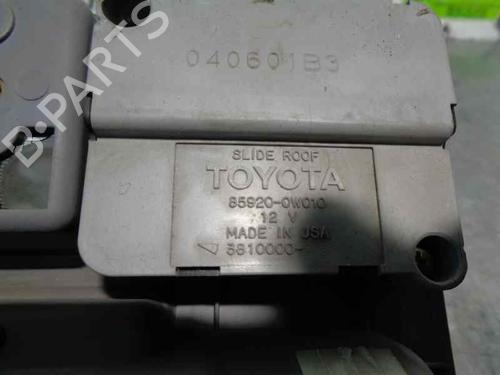 B-PARTS
040601B3
SLIDE ROOF
TOYOTA
85920-0W010
12 V
MADE IN USA
3810000-